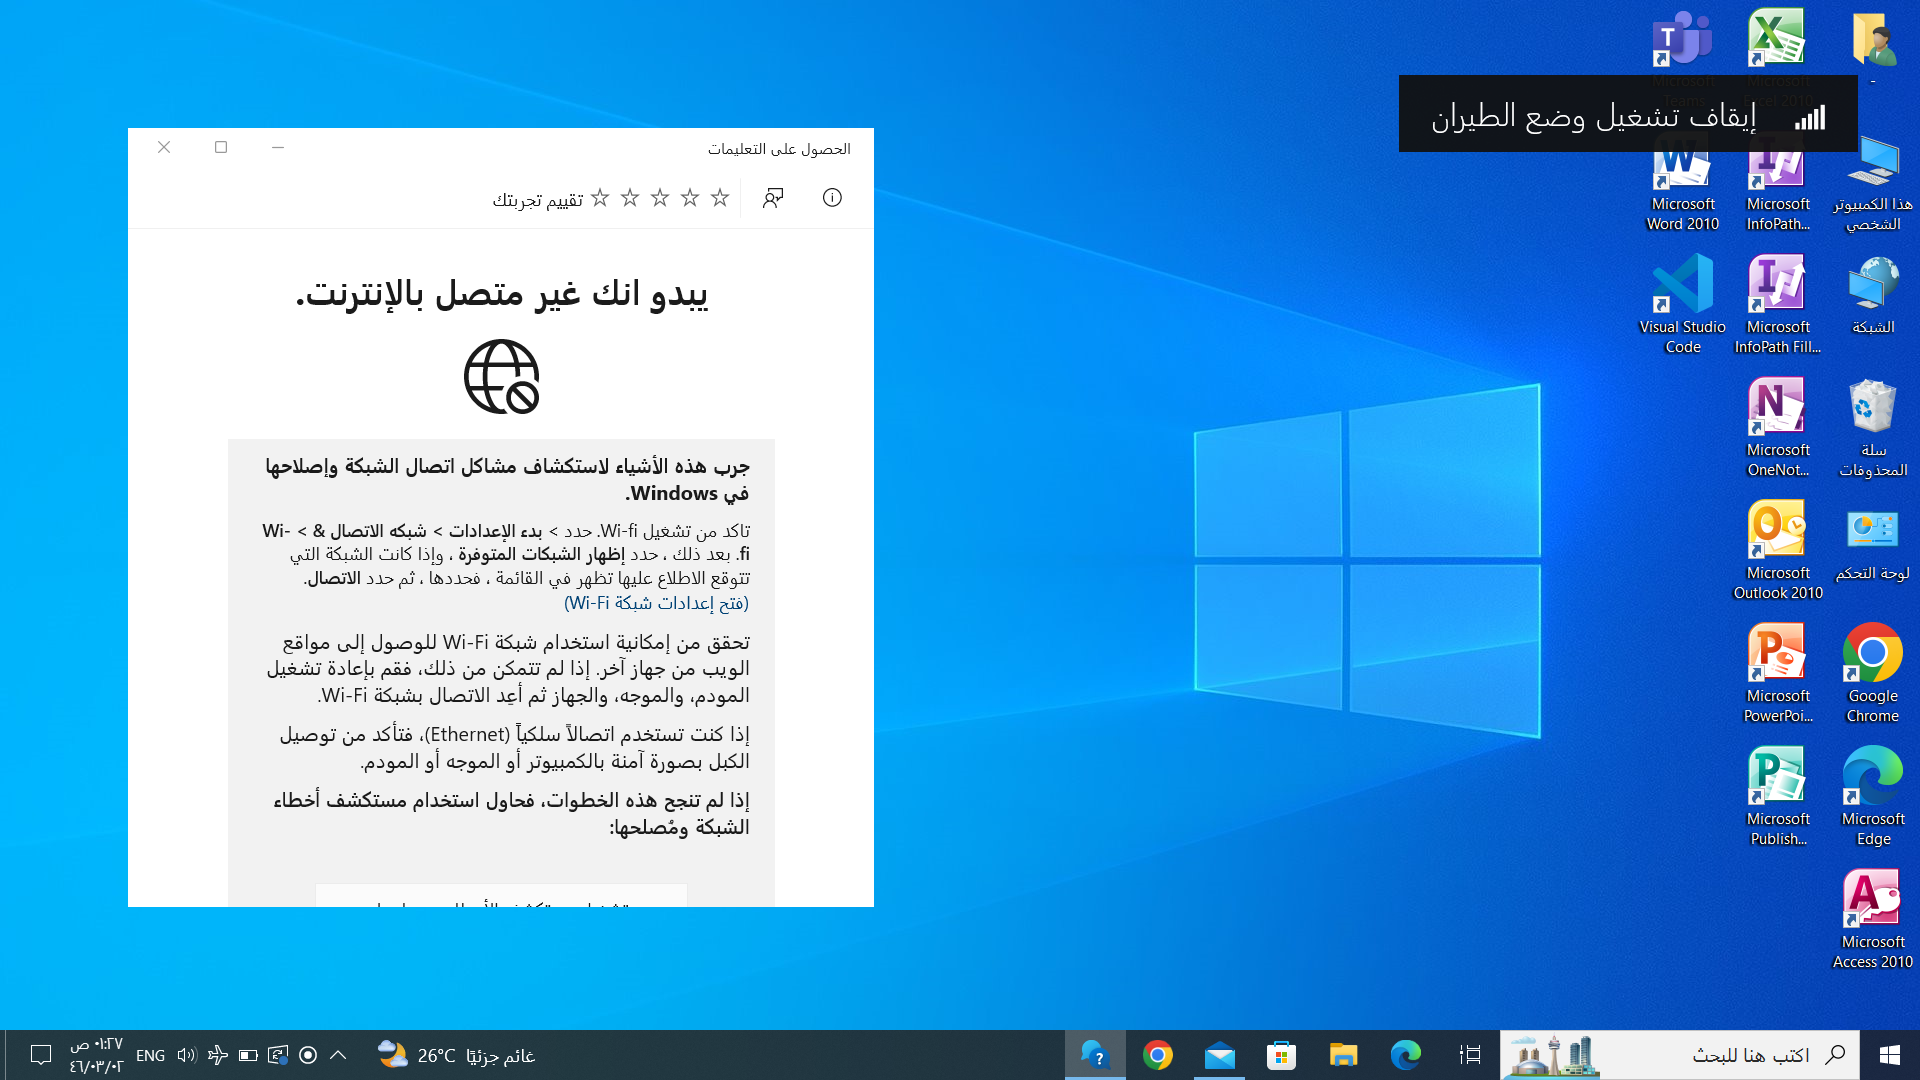 إيقاف تشغيل وضع الطيران
الحصول على التعليمات
تقييم تجربتك
يبدو انك غير متصل بالإنترنت.
جرب هذه الأشياء لاستكشاف مشاكل اتصال الشبكة وإصلاحها
في Windows.
تاكد من تشغيل Wi-fi. حدد > بدء الإعدادات > شبكه الاتصال & > Wi-
fi. بعد ذلك ، حدد إظهار الشبكات المتوفرة ، وإذا كانت الشبكة التي
تتوقع الاطلاع عليها تظهر في القائمة ، فحددها ، ثم حدد الاتصال.
(فتح إعدادات شبكة Wi-Fi)
تحقق من إمكانية استخدام شبكة Wi-Fi للوصول إلى مواقع
الويب من جهاز آخر. إذا لم تتمكن من ذلك، فقم بإعادة تشغيل
المودم، والموجه، والجهاز ثم أعِد الاتصال بشبكة Wi-Fi.
إذا كنت تستخدم اتصالاً سلكياً (Ethernet)، فتأكد من توصيل
الكبل بصورة آمنة بالكمبيوتر أو الموجه أو المودم.
إذا لم تنجح هذه الخطوات، فحاول استخدام مستكشف أخطاء
الشبكة ومُصلحها:
-
هذا الكمبيوتر
الشخصي
الشبكة
سلة
المحذوفات
لوحة التحكم
Google
Chrome
Microsoft
Edge
Microsoft
Access 2010
Microsoft
Excel 2010
Microsoft
InfoPath...
Microsoft
InfoPath Fill...
Microsoft
OneNot...
Microsoft
Outlook 2010
Microsoft
PowerPoi...
Microsoft
Publish...
Microsoft
Teams
Microsoft
Word 2010
Visual Studio
Code
اكتب هنا للبحث
غائم جزئيًا 26°C
ENG
٠١:٢٧ ص
٤٦/٠٣/٠٢